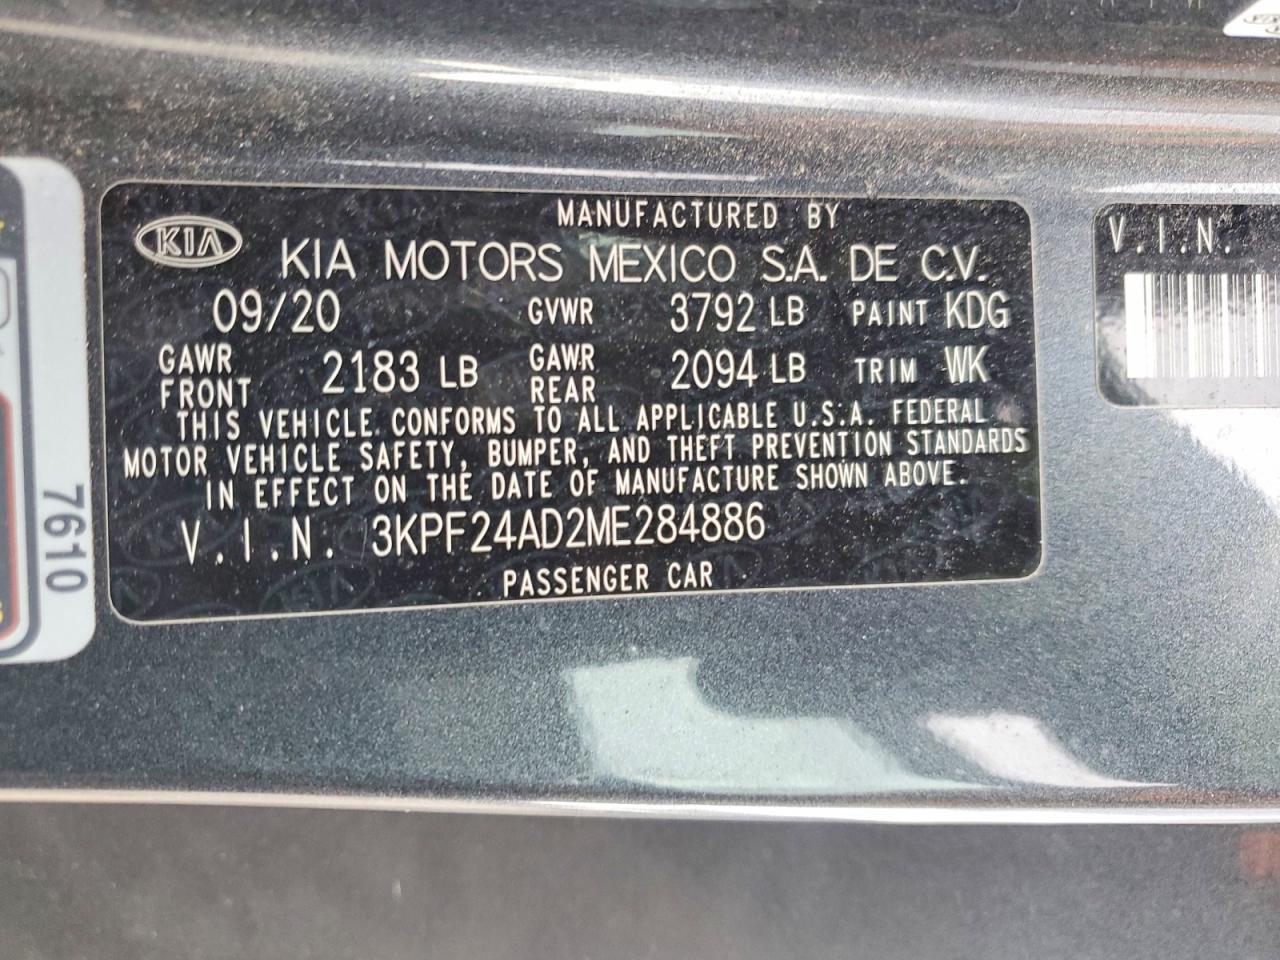 KIA
MANUFACTURED BY
KIA MOTORS MEXICO S.A. DE C.V.
09/20 GVWR 3792 LB PAINT KDG
GAWR FRONT 2183 LB GAWR REAR 2094 LB TRIM WK
THIS VEHICLE CONFORMS TO ALL APPLICABLE U.S.A. FEDERAL
MOTOR VEHICLE SAFETY, BUMPER, AND THEFT PREVENTION STANDARDS
IN EFFECT ON THE DATE OF MANUFACTURE SHOWN ABOVE.
V.I.N. 3KPF24AD2ME284886
PASSENGER CAR
V.I.N.
7610